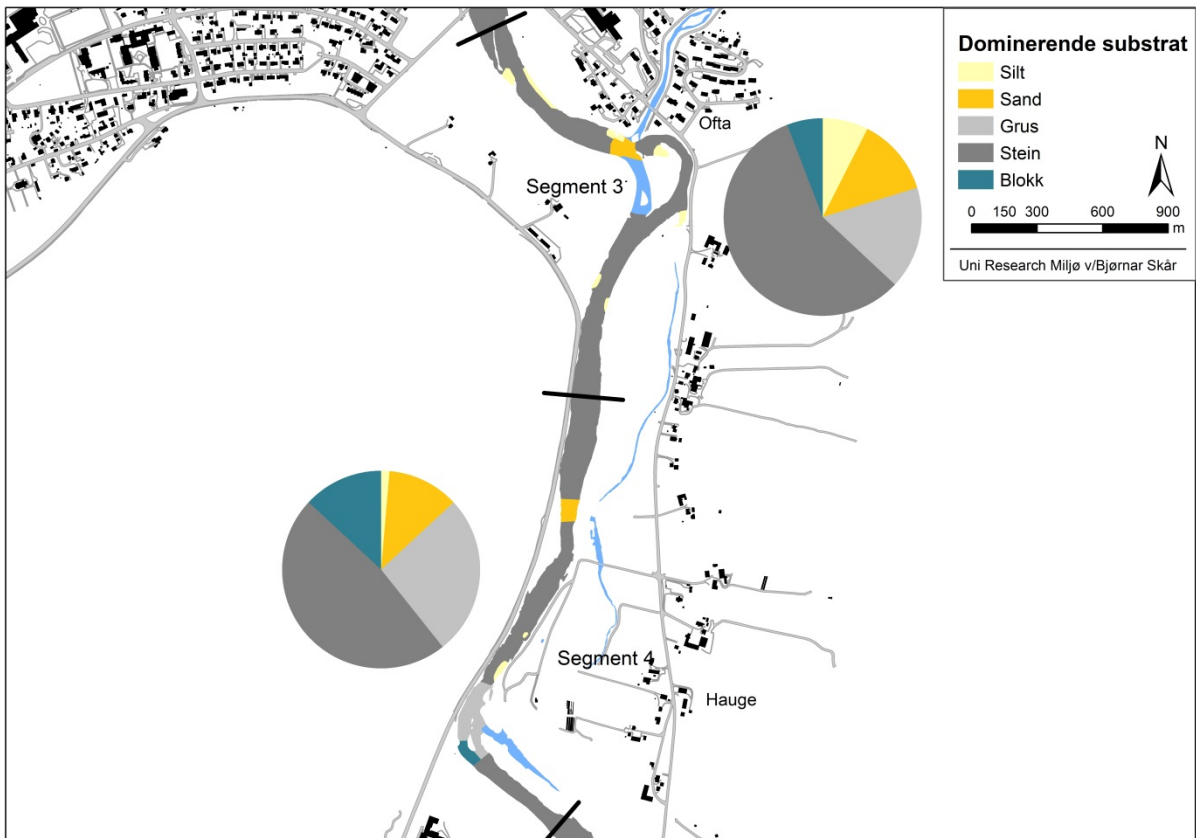 Dominerende substrat
Silt
Sand
Grus
Stein
Blokk
N
0 150 300 600 900
m
Uni Research Miljø v/Bjørnar Skår
Ofta
Segment 3
Segment 4
Hauge